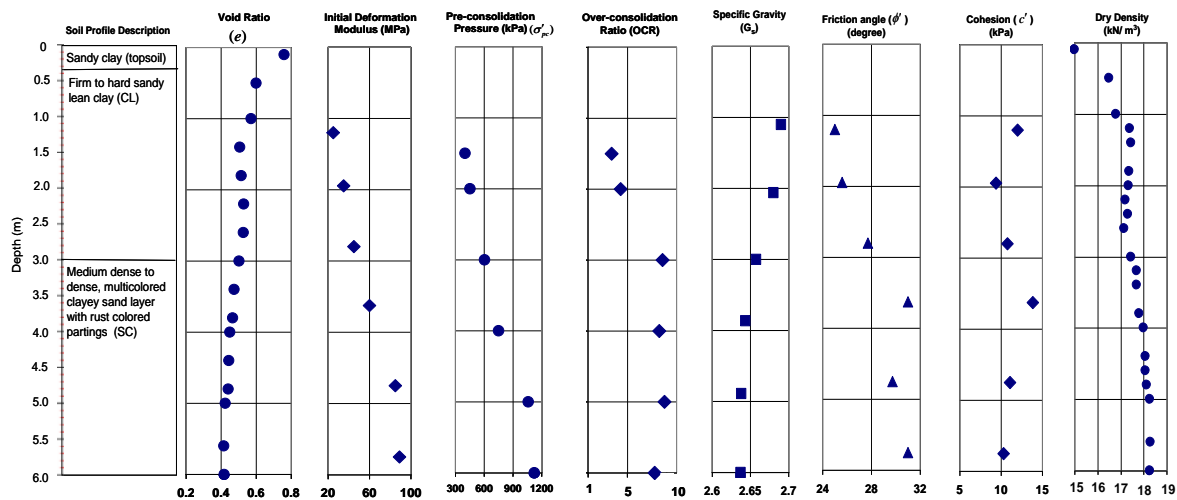 Void Ratio
(e)
Initial Deformation
Modulus (MPa)
Pre-consolidation
Pressure (kPa) (σ′pc)
Over-consolidation
Ratio (OCR)
Specific Gravity
(Gs)
Friction angle (ϕ′)
(degree)
Cohesion (c′)
(kPa)
Dry Density
(kN/ m³)
Soil Profile Description
Depth (m)
0
0.5
1.0
1.5
2.0
2.5
3.0
3.5
4.0
4.5
5.0
5.5
6.0
Sandy clay (topsoil)
Firm to hard sandy
lean clay (CL)
Medium dense to
dense, multicolored
clayey sand layer
with rust colored
partings (SC)
0.2 0.4 0.6 0.8
20 60 100
300 600 900 1200
1 5 10
2.6 2.65 2.7
24 28 32
5 10 15
15 16 17 18 19